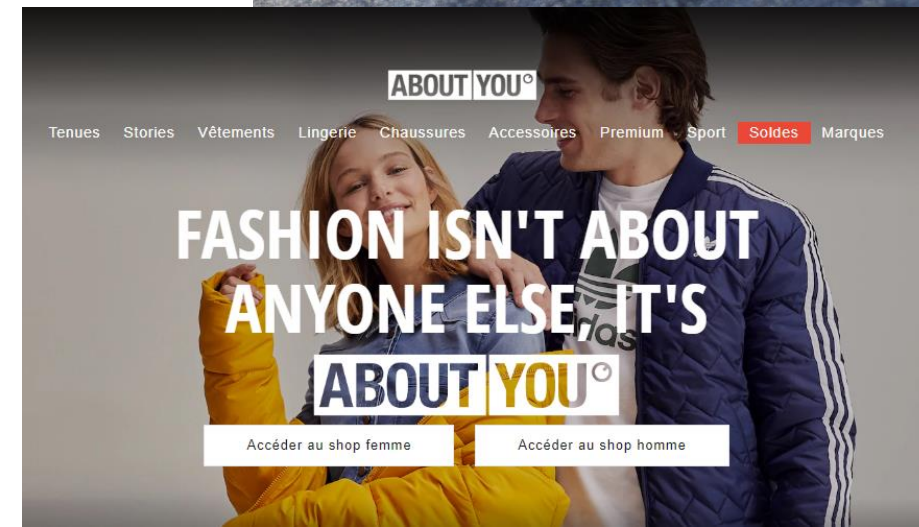 ABOUT YOU°
Tenues Stories Vêtements Lingerie Chaussures Accessoires Premium Sport Soldes Marques
FASHION ISN'T ABOUT
ANYONE ELSE, IT'S
ABOUT YOU°
Accéder au shop femme Accéder au shop homme